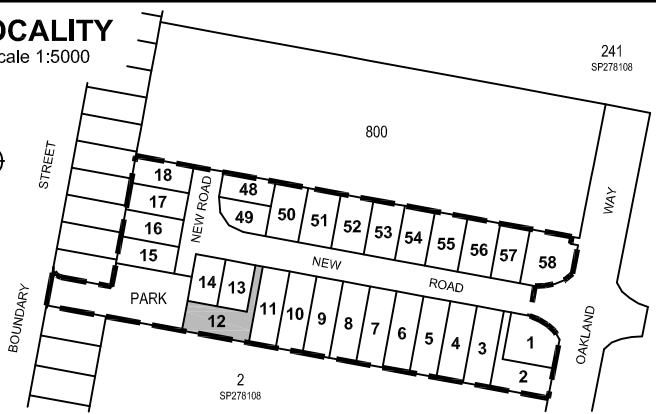 OCALITY
cale 1:5000
241
SP278108
800
STREET
WAY
18
17
16
15
NEW ROAD
48
49
50
51
52
53
54
55
56
57
58
NEW
ROAD
BOUNDARY
PARK
14
13
12
11
10
9
8
7
6
5
4
3
1
2
OAKLAND
2
SP278108